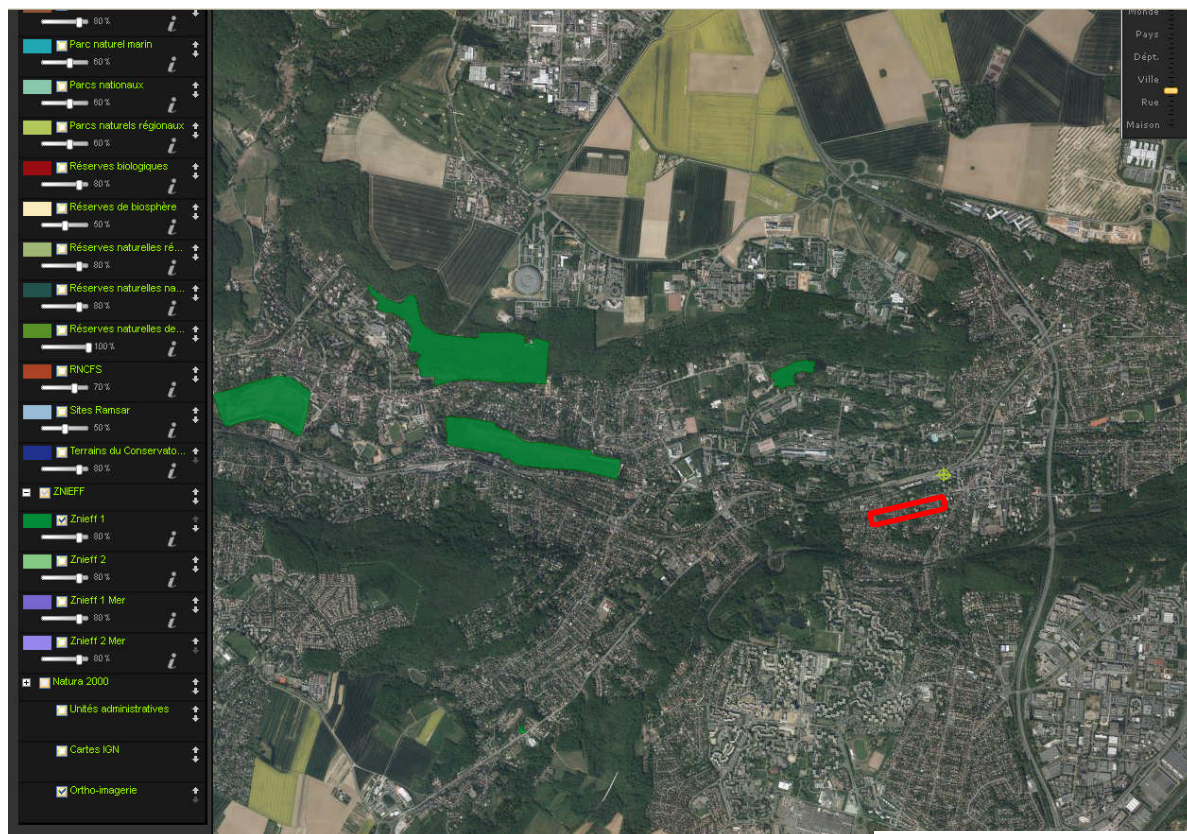 80 %
Parc naturel marin
60 %
Parcs nationaux
60 %
Parcs naturels régionaux
60 %
Réserves biologiques
80 %
Réserves de biosphère
50 %
Réserves naturelles ré...
80 %
Réserves naturelles na...
80 %
Réserves naturelles de...
100 %
RNCFS
70 %
Sites Ramsar
50 %
Terrains du Conservato...
80 %
ZNIEFF
Znieff 1
80 %
Znieff 2
80 %
Znieff 1 Mer
80 %
Znieff 2 Mer
80 %
Natura 2000
Unités administratives
Cartes IGN
Ortho-imagerie
Monde
Pays
Dépt.
Ville
Rue
Maison